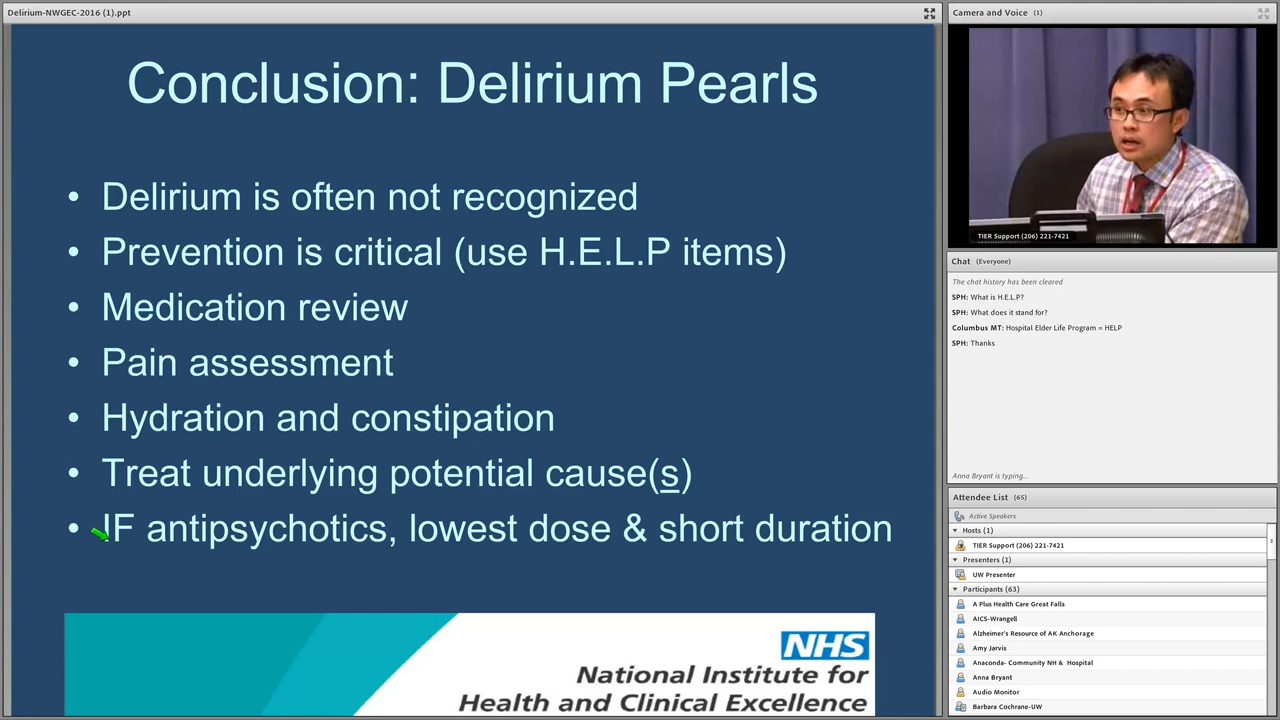 Delirium-NWGEC-2016 (1).ppt
Conclusion: Delirium Pearls
• Delirium is often not recognized
• Prevention is critical (use H.E.L.P items)
• Medication review
• Pain assessment
• Hydration and constipation
• Treat underlying potential cause(s)
• IF antipsychotics, lowest dose & short duration
NHS
National Institute for
Health and Clinical Excellence
Camera and Voice (1)
TIER Support (206) 221-7421
Chat (Everyone)
The chat history has been cleared
SPH: What is H.E.L.P?
SPH: What does it stand for?
Columbus MT: Hospital Elder Life Program = HELP
SPH: Thanks
Anna Bryant is typing...
Attendee List (65)
Active Speakers
Hosts (1)
TIER Support (206) 221-7421
Presenters (1)
UW Presenter
Participants (63)
A Plus Health Care Great Falls
AICS-Wrangell
Alzheimer's Resource of AK Anchorage
Amy Jarvis
Anaconda- Community NH & Hospital
Anna Bryant
Audio Monitor
Barbara Cochrane-UW